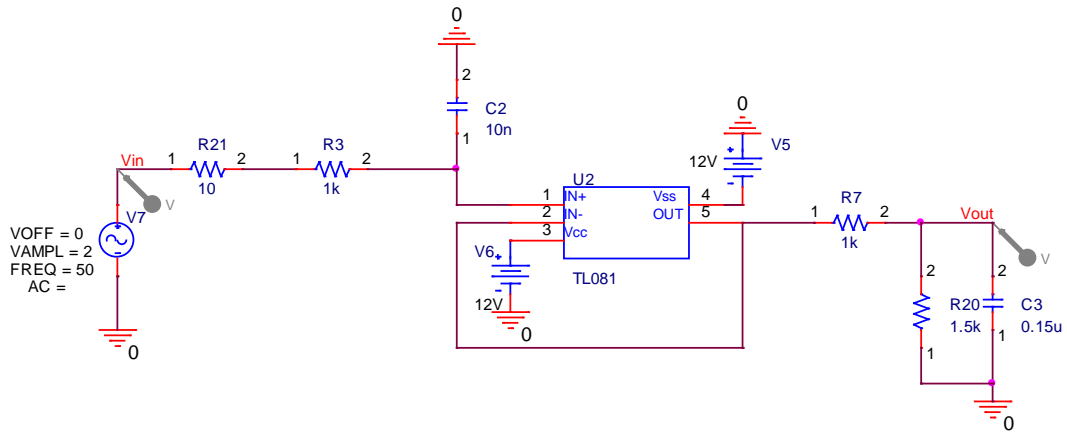 0
2
C2
10n
1
0
V5
12V
R21
1 2
10
R3
1 2
1k
Vin
V
V7
VOFF = 0
VAMPL = 2
FREQ = 50
AC =
0
U2
1 IN+
2 IN-
3 Vcc
Vss 4
OUT 5
TL081
V6
12V
0
R7
1 2
1k
Vout
V
2
R20
1.5k
1
2
C3
0.15u
1
0